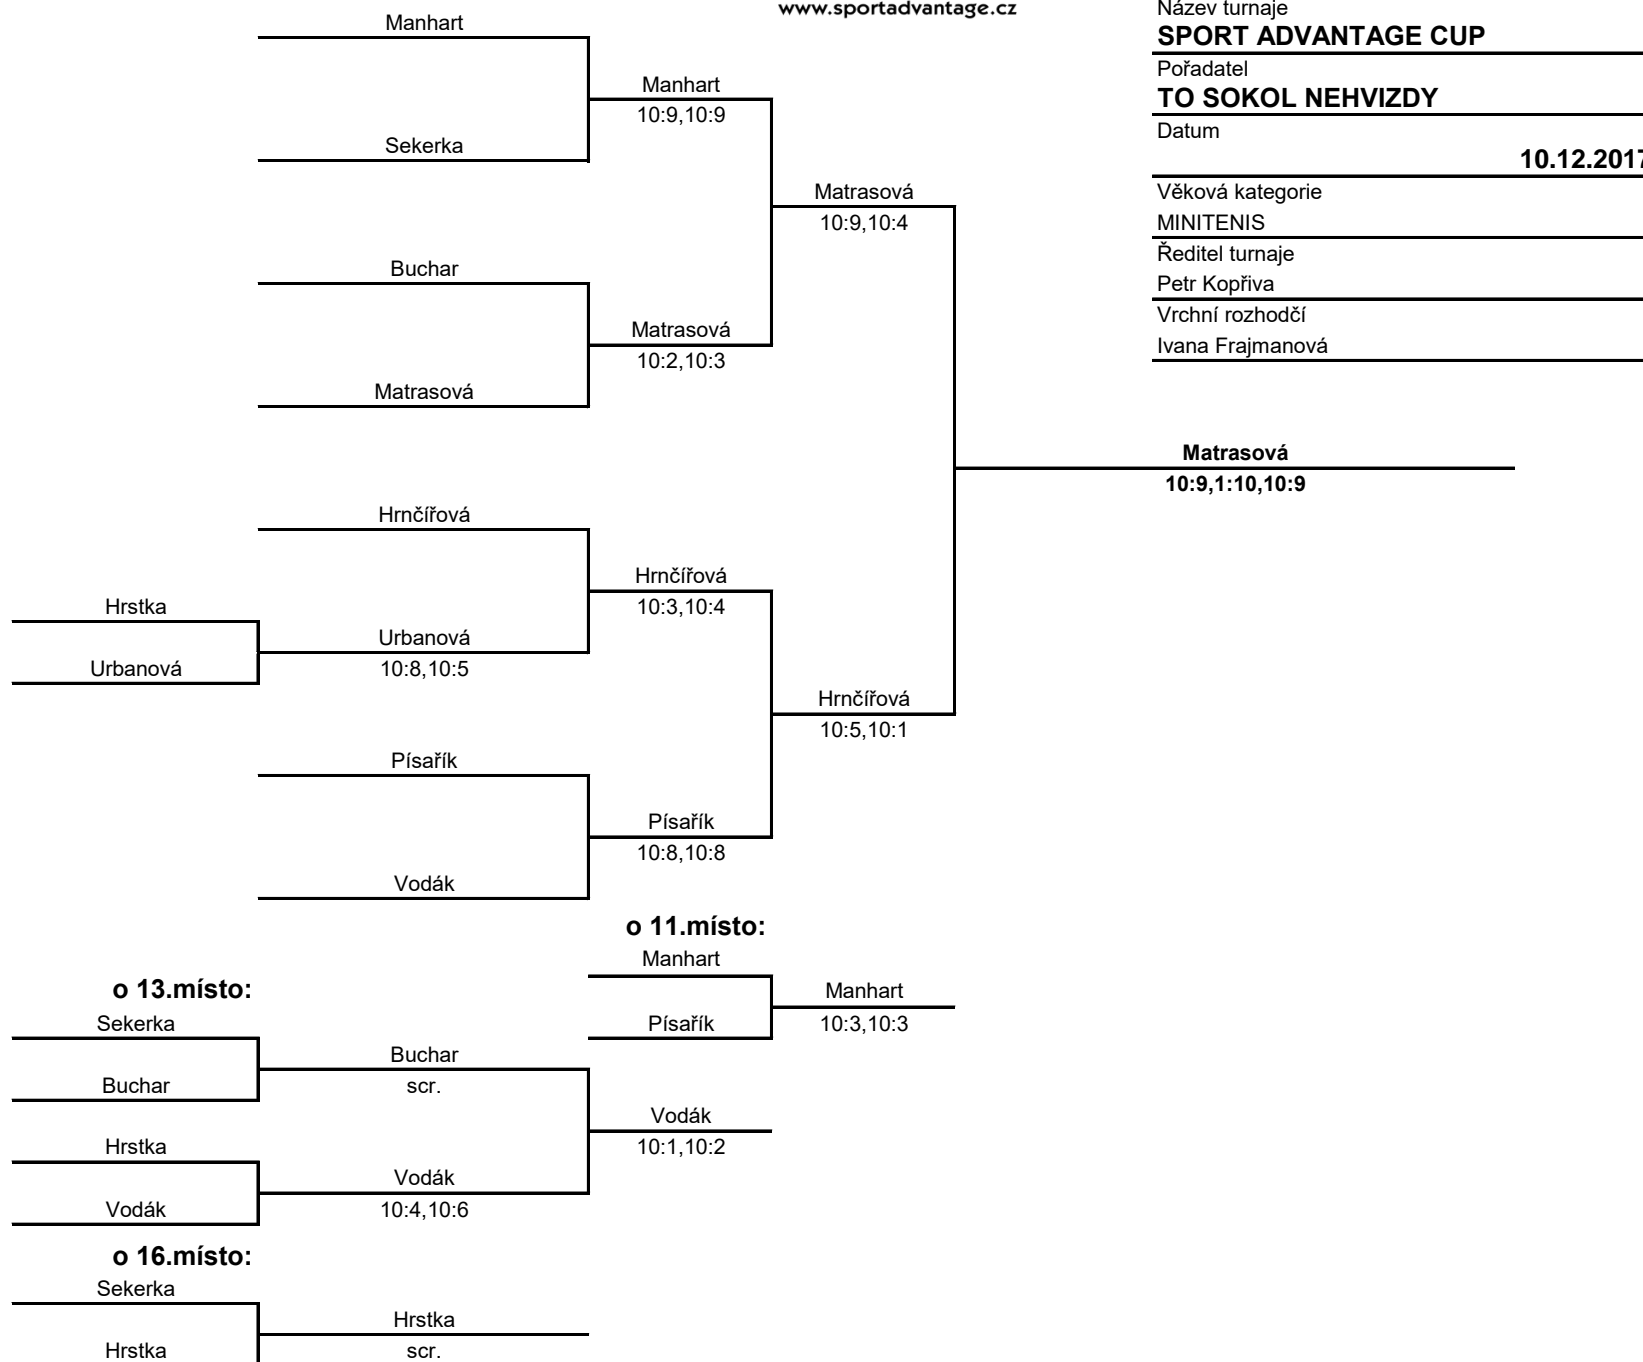 www.sportadvantage.cz
Název turnaje
SPORT ADVANTAGE CUP
Pořadatel
TO SOKOL NEHVIZDY
Datum
10.12.2017
Věková kategorie
MINITENIS
Ředitel turnaje
Petr Kopřiva
Vrchní rozhodčí
Ivana Frajmanová
Manhart
Manhart
10:9,10:9
Sekerka
Matrasová
10:9,10:4
Buchar
Matrasová
10:2,10:3
Matrasová
Matrasová
10:9,1:10,10:9
Hrnčířová
Hrnčířová
10:3,10:4
Hrstka
Urbanová
10:8,10:5
Urbanová
Hrnčířová
10:5,10:1
Písařík
Písařík
10:8,10:8
Vodák
o 11.místo:
Manhart
Manhart
10:3,10:3
Písařík
o 13.místo:
Sekerka
Buchar
scr.
Buchar
Vodák
10:1,10:2
Hrstka
Vodák
10:4,10:6
Vodák
o 16.místo:
Sekerka
Hrstka
scr.
Hrstka